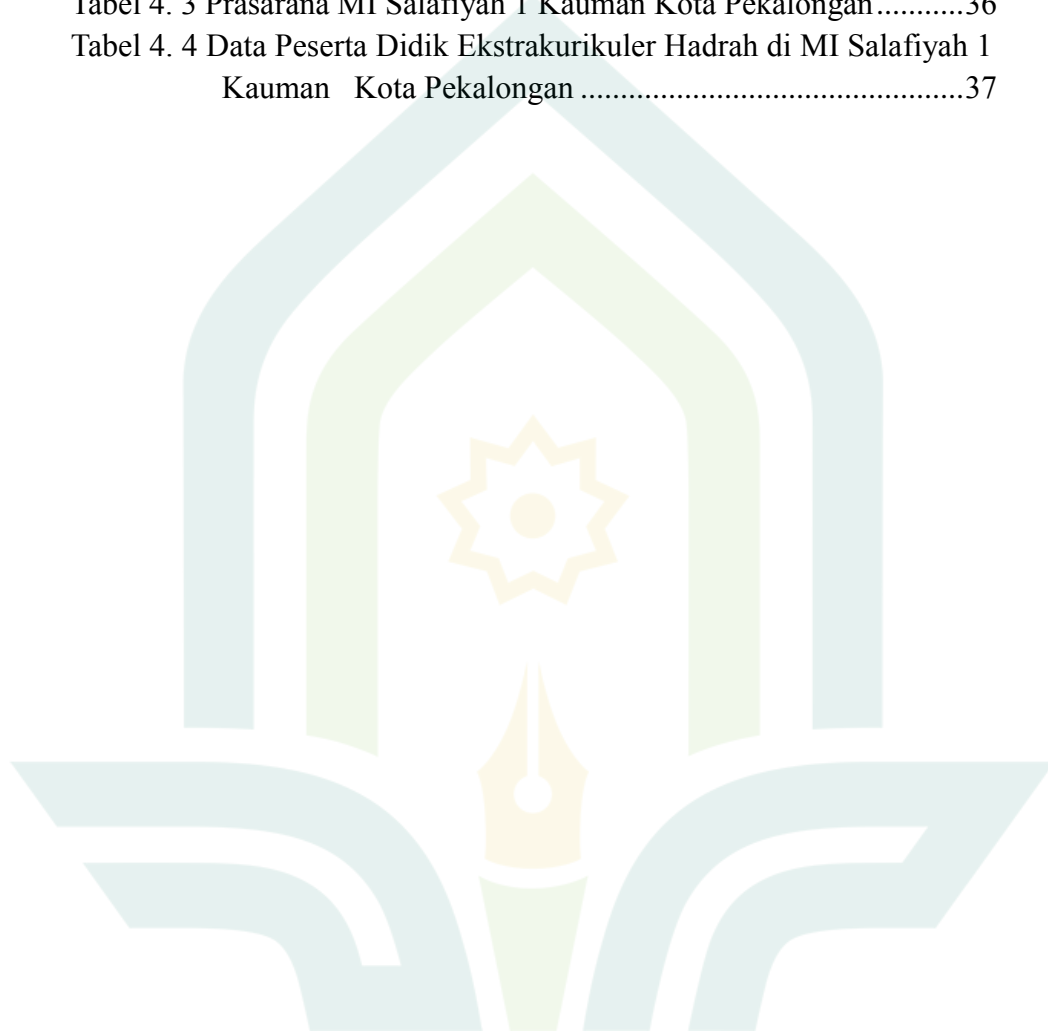 Tabel 4. 3 Prasarana MI Salafiyah 1 Kauman Kota Pekalongan...........36
Tabel 4. 4 Data Peserta Didik Ekstrakurikuler Hadrah di MI Salafiyah 1
Kauman Kota Pekalongan ................................................37